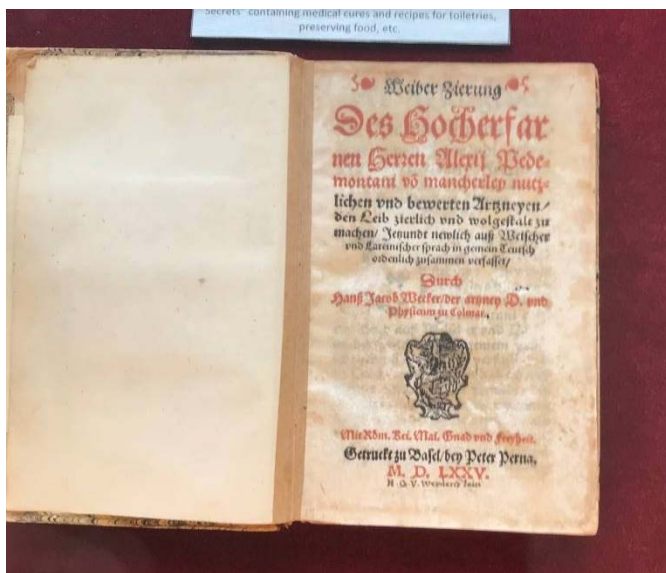 Secrets" containing medical cures and recipes for toiletries,
preserving food, etc.
Weiber Zierung
Des Hocherfar
nen Herren Alexij Pede-
montani võ mancherley nutz-
lichen vnd bewerten Artzneyen/
den Leib zierlich vnd wolgestalt zu
machen/ Jetzundt newlich auß Welscher
vnd Lateinischer sprach in gemein Teutsch
ordenlich zusammen verfasset/
Durch
Hanß Jacob Wecker/der artzney D. vnd
Physicum zu Colmar.
Mit Röm. Kei. Mai. Gnad vnd Freyheit.
Getruckt zu Basel/bey Peter Perna,
M. D. LXXV.